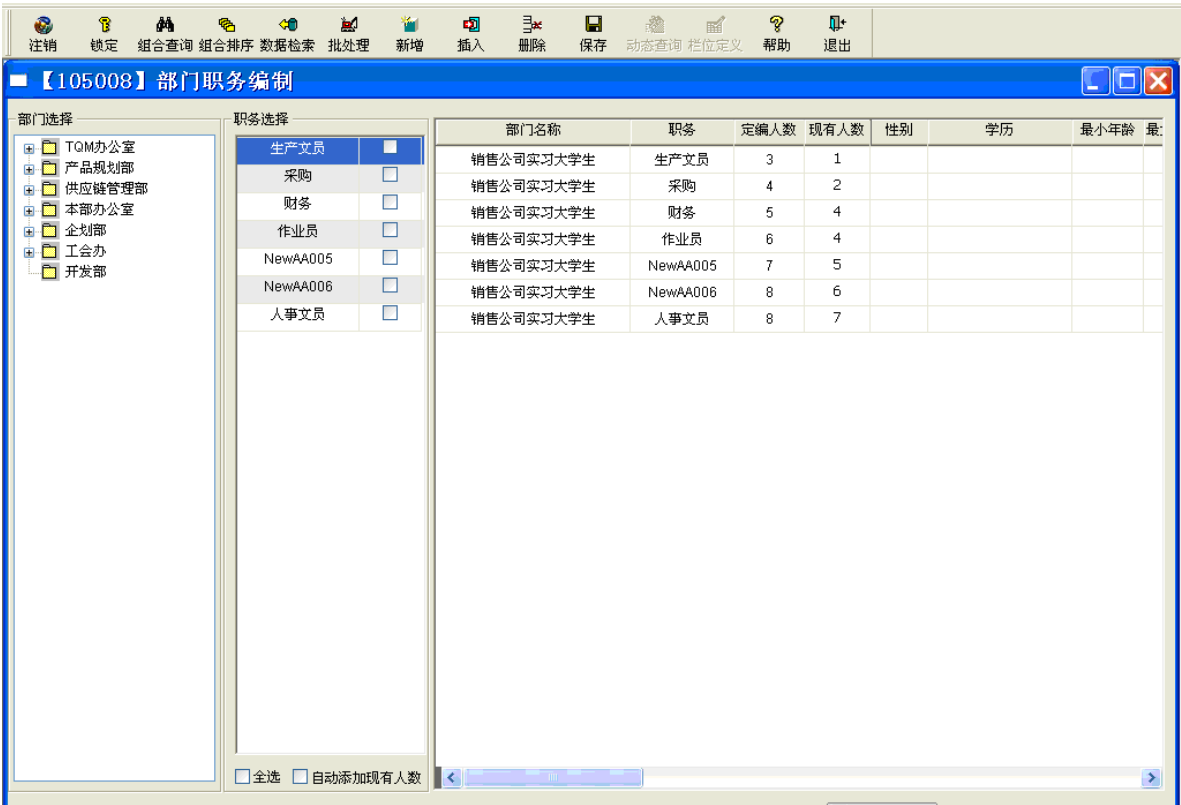 注销 锁定 组合查询 组合排序 数据检索 批处理 新增 插入 删除 保存 动态查询 栏位定义 帮助 退出
【105008】部门职务编制
部门选择
TQM办公室
产品规划部
供应链管理部
本部办公室
企划部
工会办
开发部
职务选择
生产文员
采购
财务
作业员
NewAA005
NewAA006
人事文员
全选 自动添加现有人数
部门名称 职务 定编人数 现有人数 性别 学历 最小年龄
销售公司实习大学生 生产文员 3 1
销售公司实习大学生 采购 4 2
销售公司实习大学生 财务 5 4
销售公司实习大学生 作业员 6 4
销售公司实习大学生 NewAA005 7 5
销售公司实习大学生 NewAA006 8 6
销售公司实习大学生 人事文员 8 7